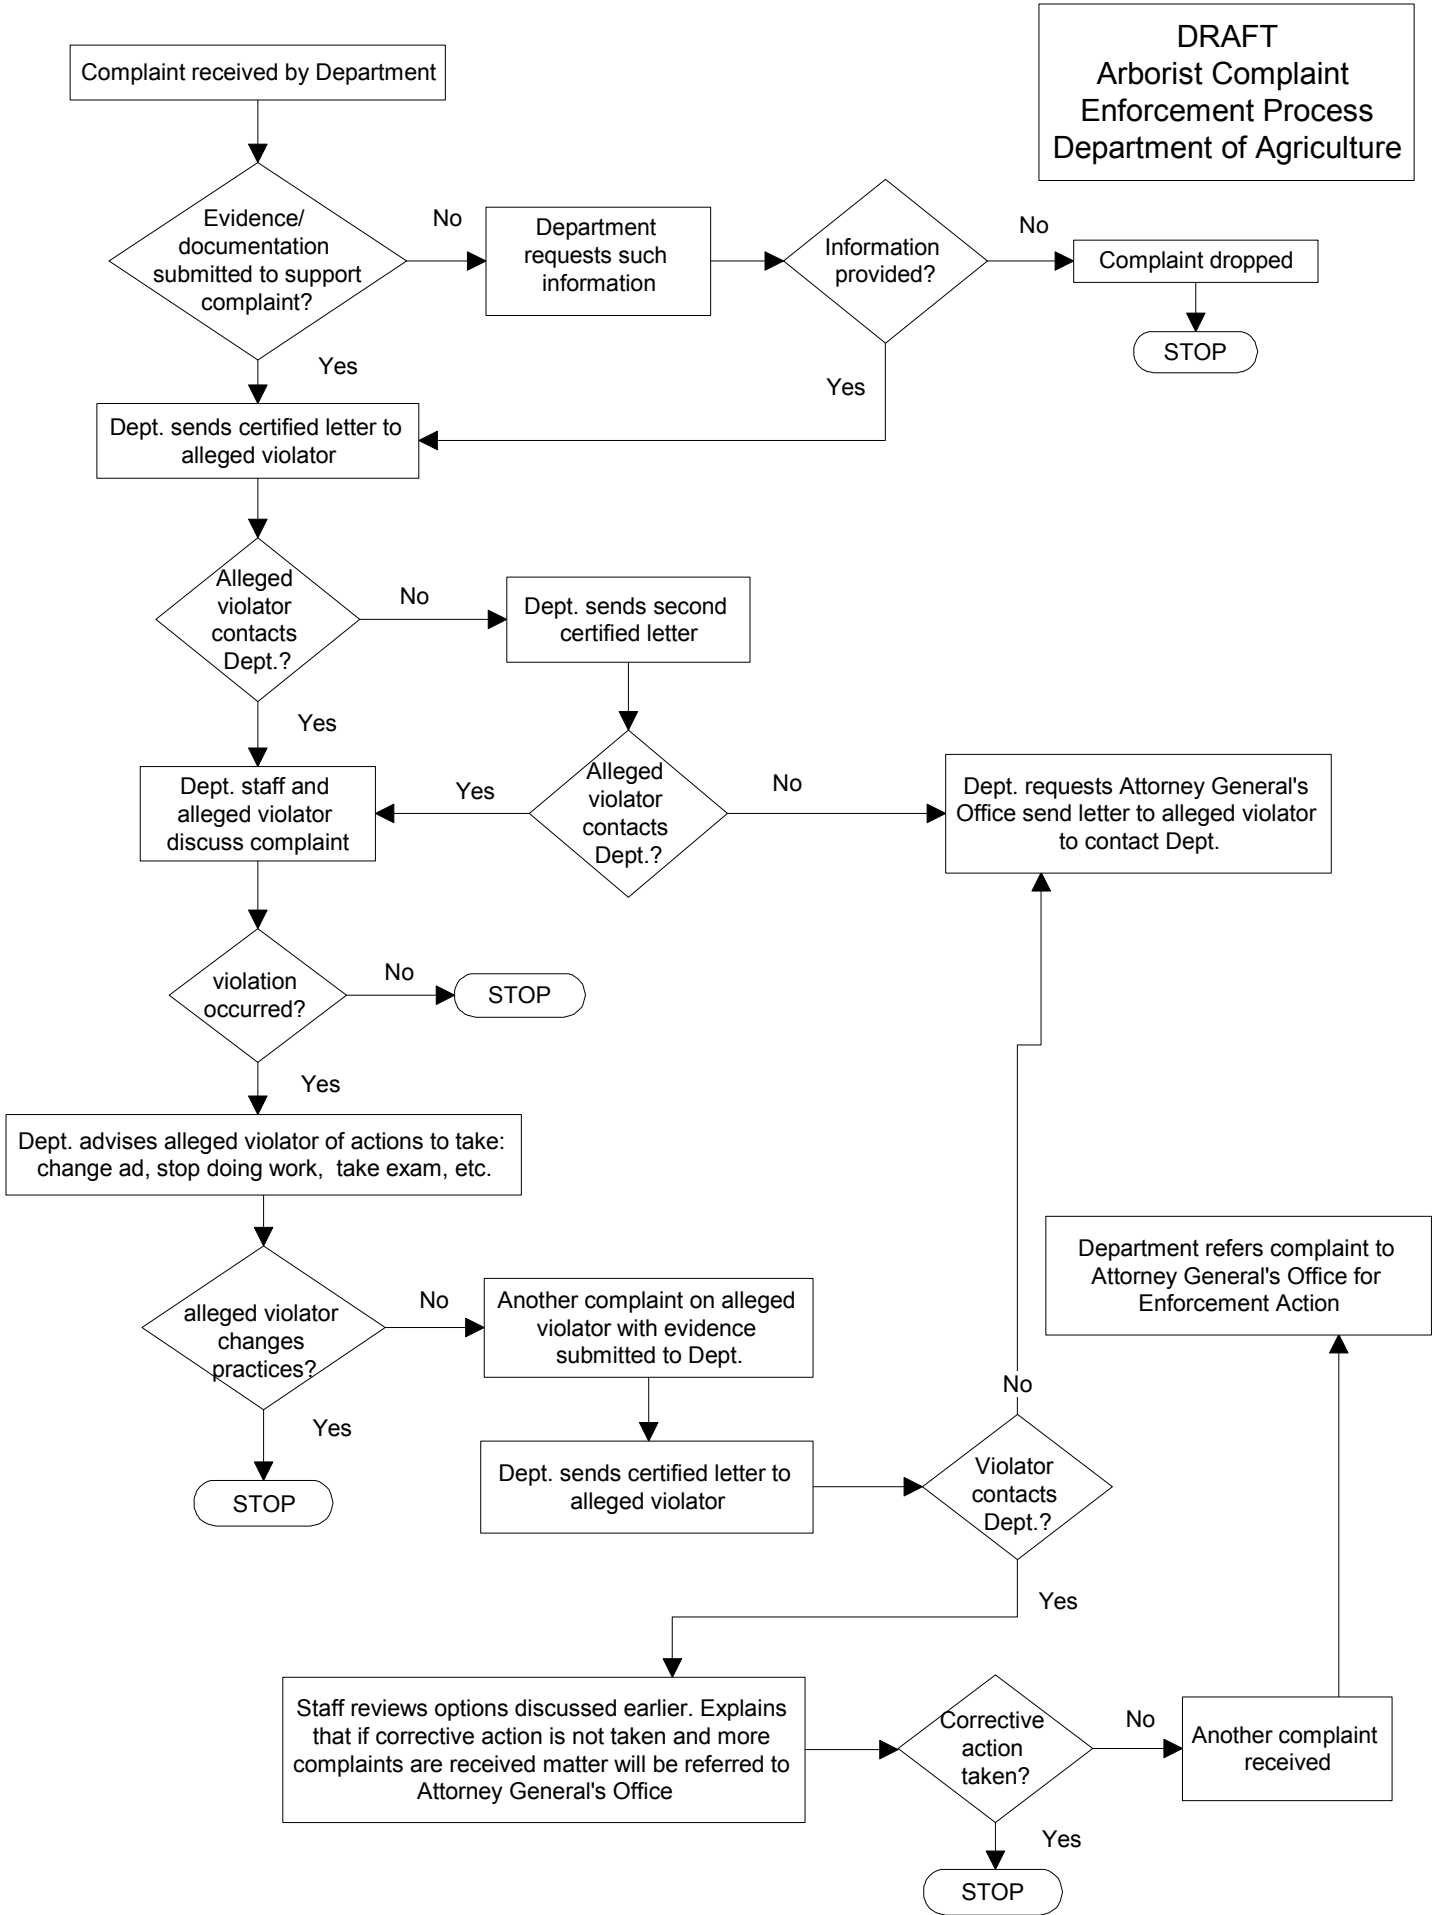 DRAFT
Arborist Complaint
Enforcement Process
Department of Agriculture
Complaint received by Department
Evidence/
documentation
submitted to support
complaint?
No
Department
requests such
information
Information
provided?
No
Complaint dropped
STOP
Yes
Yes
Dept. sends certified letter to
alleged violator
Alleged
violator
contacts
Dept.?
No
Dept. sends second
certified letter
Yes
Dept. staff and
alleged violator
discuss complaint
Yes
Alleged
violator
contacts
Dept.?
No
Dept. requests Attorney General's
Office send letter to alleged violator
to contact Dept.
violation
occurred?
No
STOP
Yes
Dept. advises alleged violator of actions to take:
change ad, stop doing work,  take exam, etc.
alleged violator
changes
practices?
No
Another complaint on alleged
violator with evidence
submitted to Dept.
Department refers complaint to
Attorney General's Office for
Enforcement Action
No
Yes
STOP
Dept. sends certified letter to
alleged violator
Violator
contacts
Dept.?
Yes
Staff reviews options discussed earlier. Explains
that if corrective action is not taken and more
complaints are received matter will be referred to
Attorney General's Office
Corrective
action
taken?
No
Another complaint
received
Yes
STOP